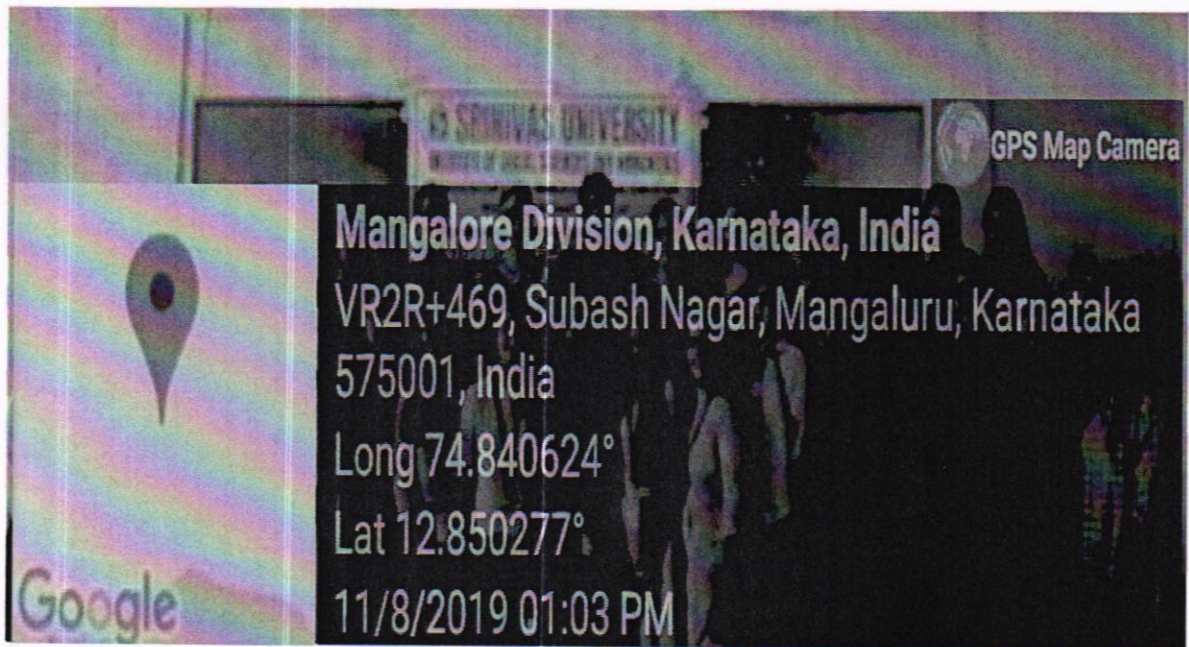 SRINIVAS UNIVERSITY
GPS Map Camera
Mangalore Division, Karnataka, India
VR2R+469, Subash Nagar, Mangaluru, Karnataka
575001, India
Long 74.840624°
Lat 12.850277°
11/8/2019 01:03 PM
Google